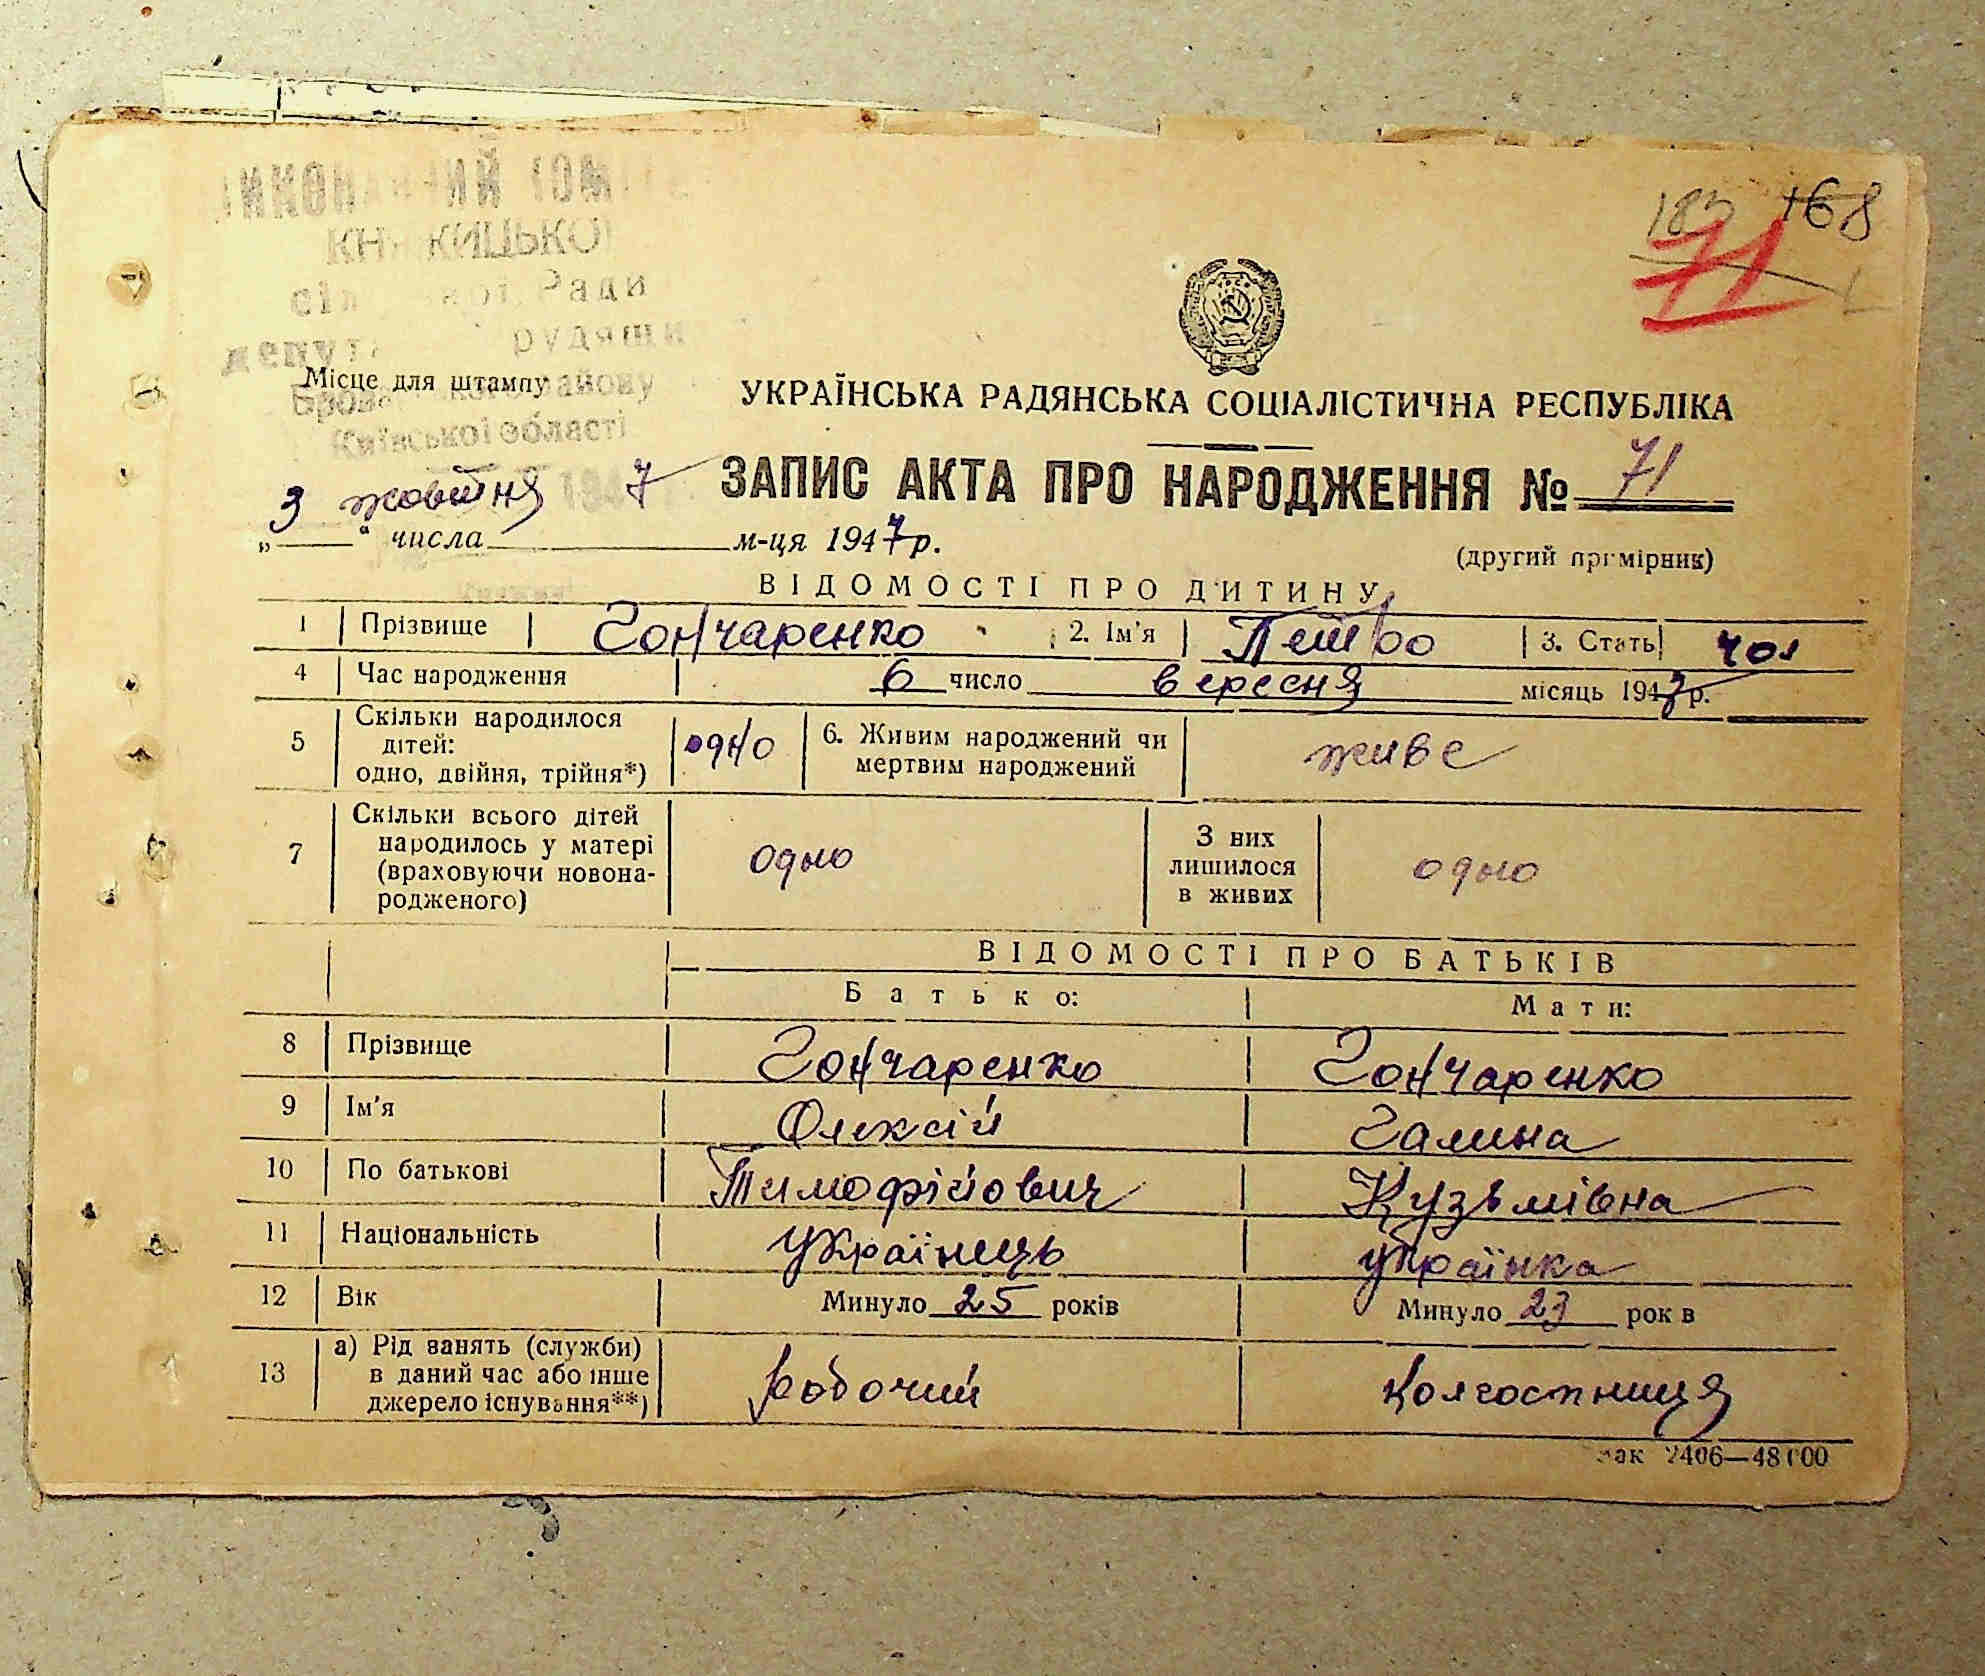 183 168
71
Ради
Місце для штампу
Київської області
УКРАЇНСЬКА РАДЯНСЬКА СОЦІАЛІСТИЧНА РЕСПУБЛІКА
ЗАПИС АКТА ПРО НАРОДЖЕННЯ № 71
3 жовтня 7
„ “ числа м-ця 1947 р.
(другий примірник)
ВІДОМОСТІ ПРО ДИТИНУ
1 Прізвище Гончаренко 2. Ім'я Петро 3. Стать чол
4 Час народження 6 число вересня місяць 1947 р.
5 Скільки народилося дітей: одно, двійня, трійня*) одно 6. Живим народжений чи мертвим народжений живе
7 Скільки всього дітей народилось у матері (враховуючи новонародженого) одно З них лишилося в живих одно
ВІДОМОСТІ ПРО БАТЬКІВ
Батько: Мати:
8 Прізвище Гончаренко Гончаренко
9 Ім'я Олексій Галина
10 По батькові Тимофійович Кузьмівна
11 Національність українець українка
12 Вік Минуло 25 років Минуло 23 років
13 а) Рід занять (служби) в даний час або інше джерело існування**) робочий колгоспниця
Зак 2406—48000